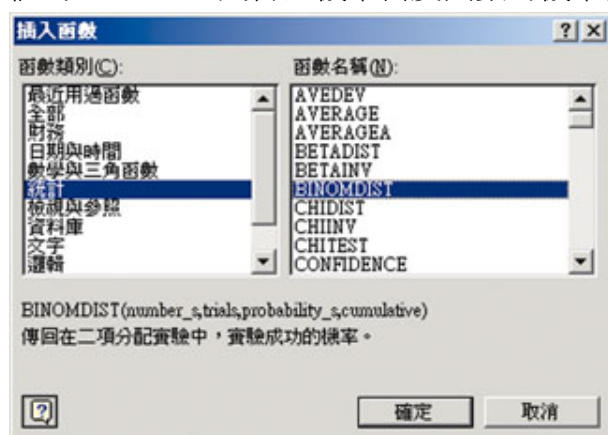 插入函數
函數類別(C):
函數名稱(N):
最近用過函數
全部
財務
日期與時間
數學與三角函數
統計
檢視與參照
資料庫
文字
邏輯
AVEDEV
AVERAGE
AVERAGEA
BETADIST
BETAINV
BINOMDIST
CHIDIST
CHIINV
CHITEST
CONFIDENCE
BINOMDIST(number_s,trials,probability_s,cumulative)
傳回在二項分配實驗中，實驗成功的機率。
確定
取消